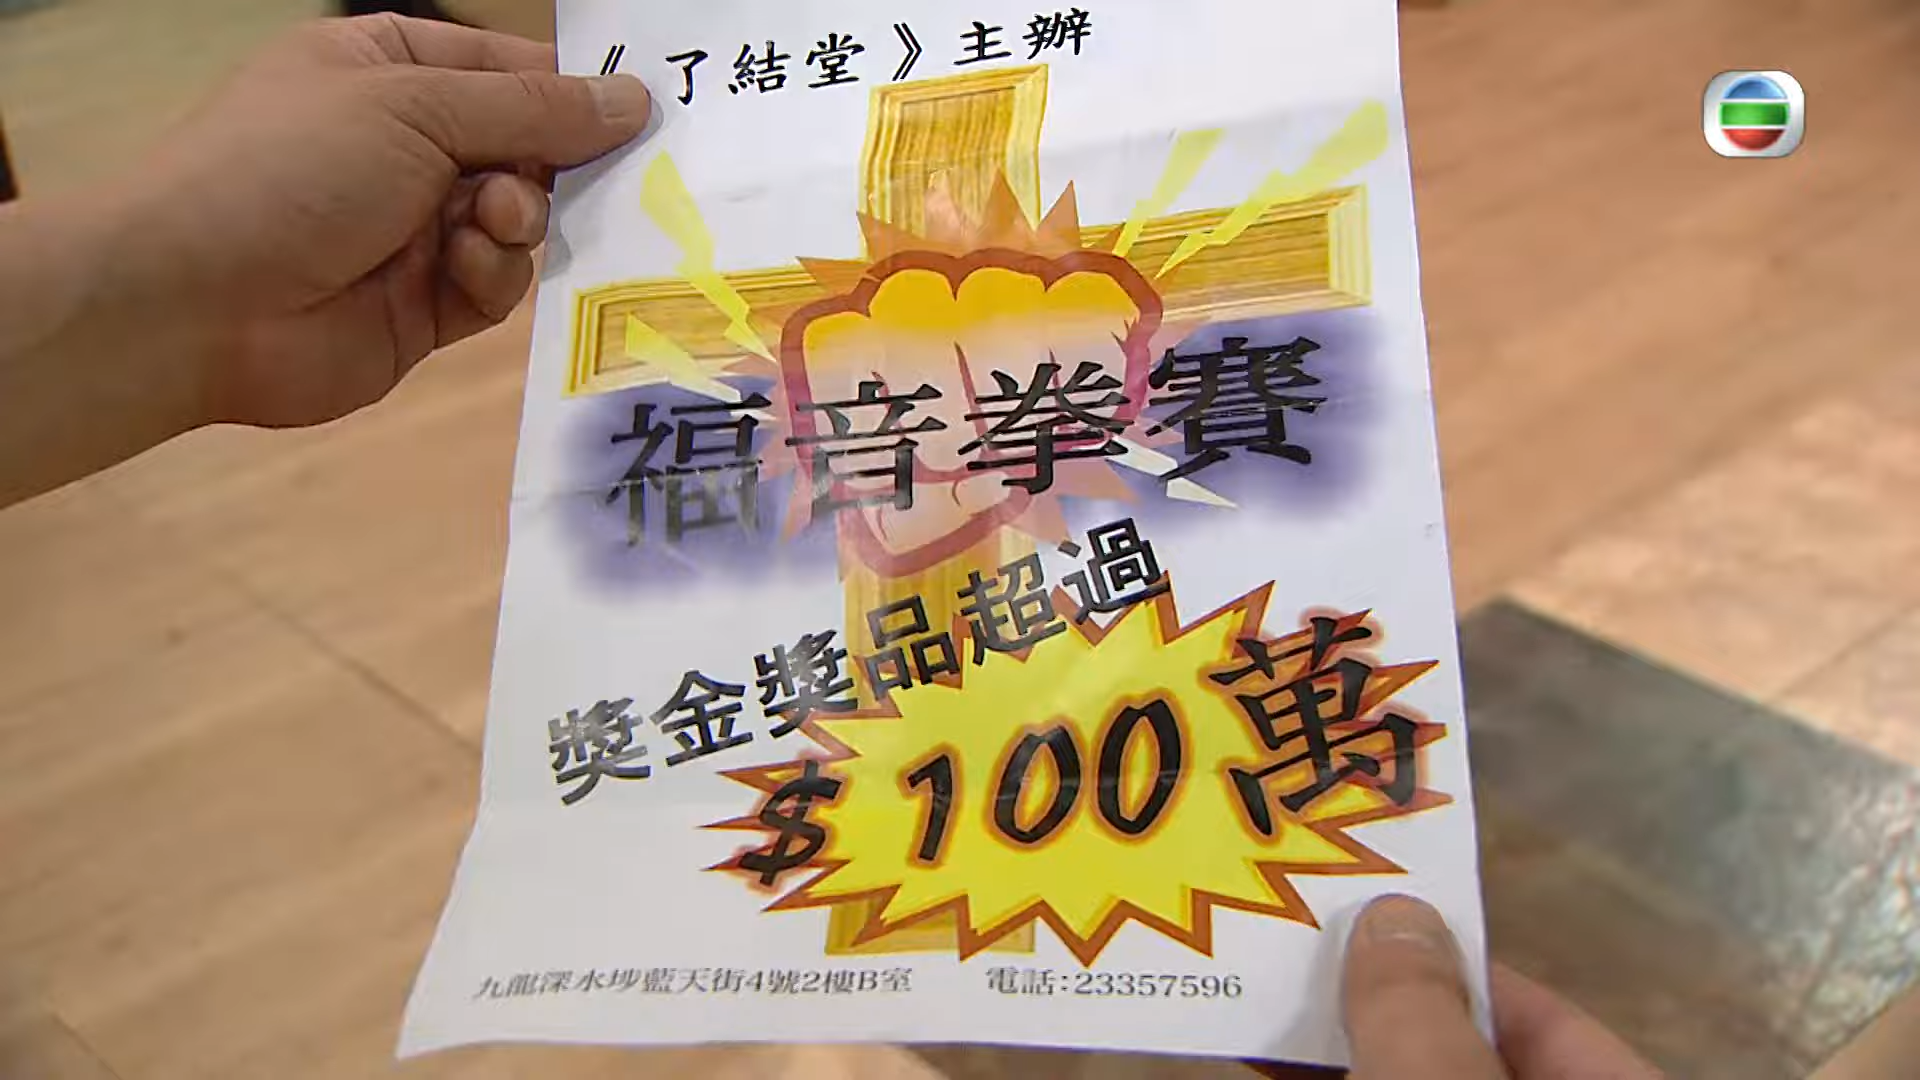 《了結堂》主辦
福音拳賽
獎金獎品超過
$100萬
九龍深水埗藍天街4號2樓B室 電話:23357596